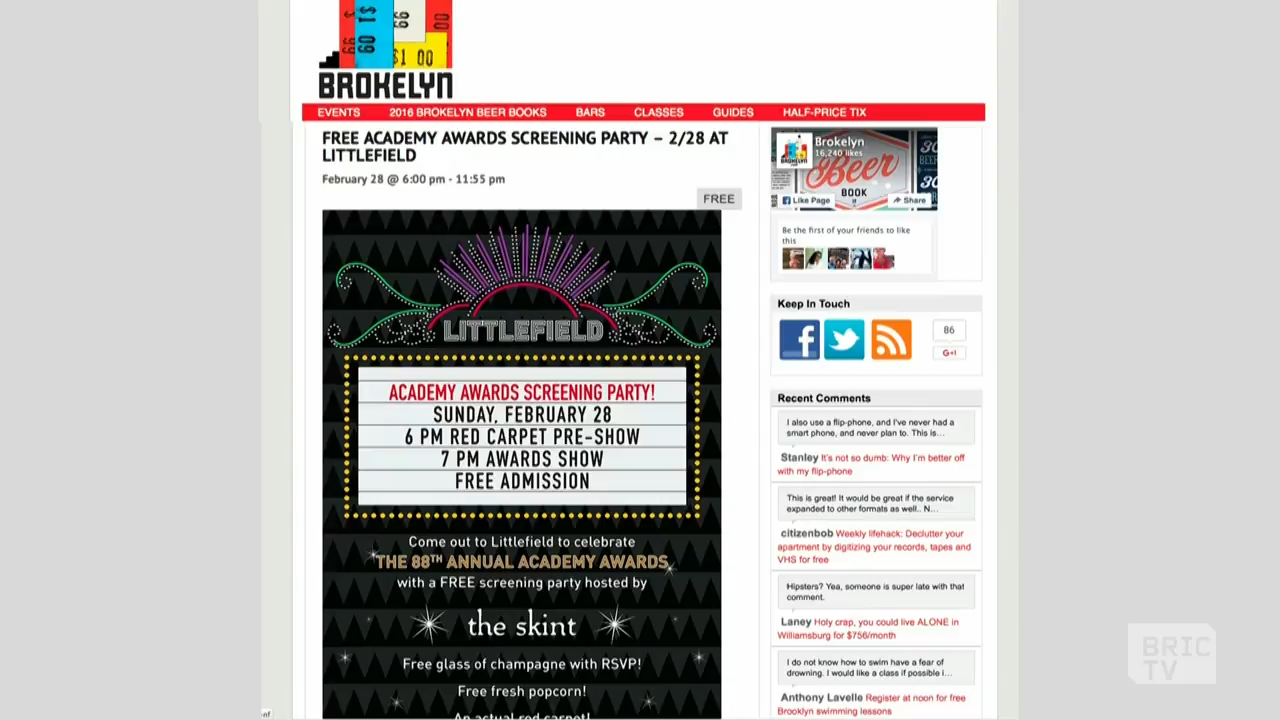 $1 00
BROKELYN
EVENTS 2016 BROKELYN BEER BOOKS BARS CLASSES GUIDES HALF-PRICE TIX
FREE ACADEMY AWARDS SCREENING PARTY – 2/28 AT
LITTLEFIELD
February 28 @ 6:00 pm - 11:55 pm
FREE
LITTLEFIELD
ACADEMY AWARDS SCREENING PARTY!
SUNDAY, FEBRUARY 28
6 PM RED CARPET PRE-SHOW
7 PM AWARDS SHOW
FREE ADMISSION
Come out to Littlefield to celebrate
THE 88TH ANNUAL ACADEMY AWARDS
with a FREE screening party hosted by
the skint
Free glass of champagne with RSVP!
Free fresh popcorn!
An actual red carpet!
Brokelyn
16,240 likes
Beer
BOOK
Like Page
Share
Be the first of your friends to like
this
Keep In Touch
86
G+1
Recent Comments
I also use a flip-phone, and I've never had a
smart phone, and never plan to. This is...
Stanley It's not so dumb: Why I'm better off
with my flip-phone
This is great! It would be great if the service
expanded to other formats as well.. N...
citizenbob Weekly lifehack: Declutter your
apartment by digitizing your records, tapes and
VHS for free
Hipsters? Yea, someone is super late with that
comment.
Laney Holy crap, you could live ALONE in
Williamsburg for $756/month
I do not know how to swim have a fear of
drowning. I would like a class if possible i...
Anthony Lavelle Register at noon for free
Brooklyn swimming lessons
BRIC
TV